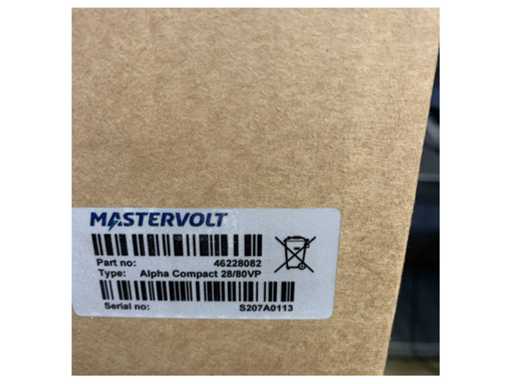 MASTERVOLT
Part no: 46228082
Type: Alpha Compact 28/80VP
Serial no: S207A0113